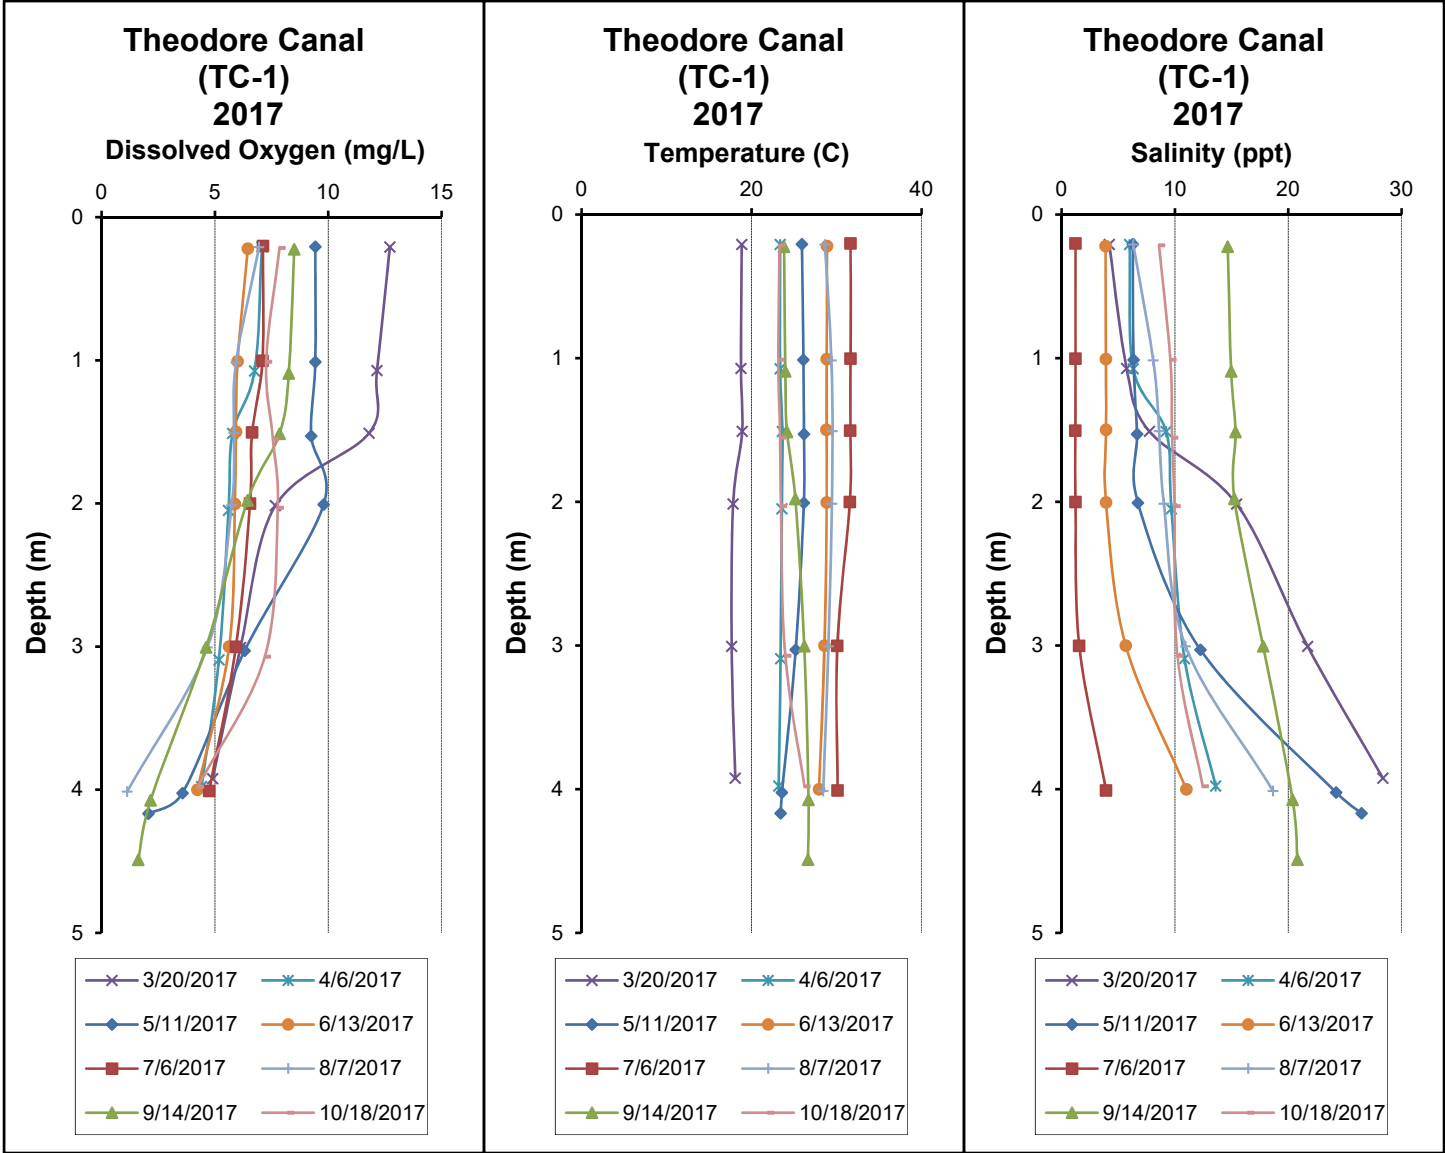 Theodore Canal
(TC-1)
2017
Dissolved Oxygen (mg/L)
0 5 10 15
0
1
2
3
4
5
Depth (m)
3/20/2017 4/6/2017
5/11/2017 6/13/2017
7/6/2017 8/7/2017
9/14/2017 10/18/2017
Theodore Canal
(TC-1)
2017
Temperature (C)
0 20 40
0
1
2
3
4
5
Depth (m)
3/20/2017 4/6/2017
5/11/2017 6/13/2017
7/6/2017 8/7/2017
9/14/2017 10/18/2017
Theodore Canal
(TC-1)
2017
Salinity (ppt)
0 10 20 30
0
1
2
3
4
5
Depth (m)
3/20/2017 4/6/2017
5/11/2017 6/13/2017
7/6/2017 8/7/2017
9/14/2017 10/18/2017